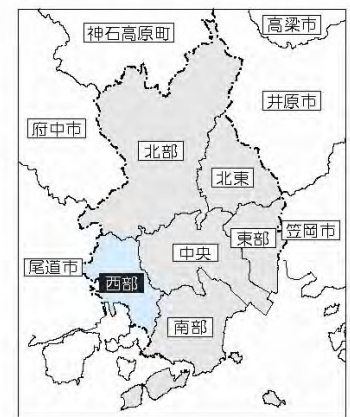 神石高原町
高梁市
井原市
府中市
北部
北東
東部
笠岡市
中央
尾道市
西部
南部